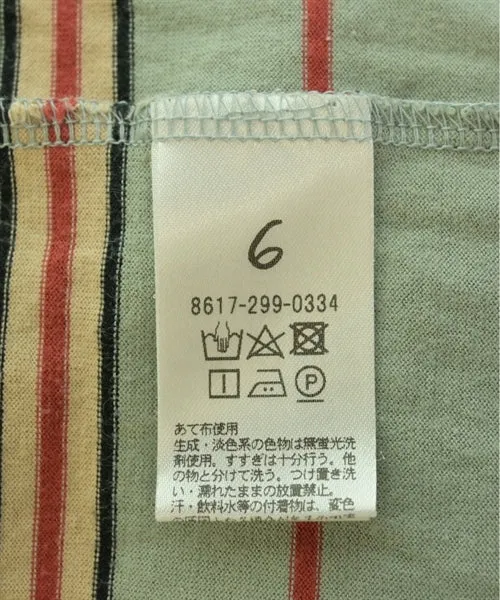 6
8617-299-0334
P
あて布使用
生成・淡色系の色物は無蛍光洗
剤使用。すすぎは十分行う。他
の物と分けて洗う。つけ置き洗
い・濡れたままの放置禁止。
汗・飲料水等の付着物は、変色